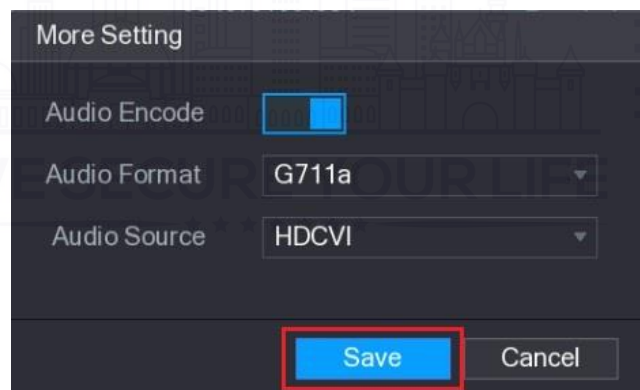 More Setting
Audio Encode
Audio Format G711a
Audio Source HDCVI
Save Cancel